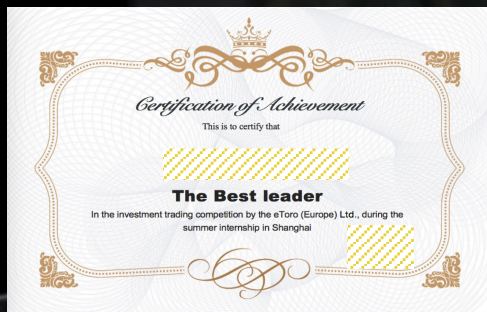 Certification of Achievement
This is to certify that
The Best leader
In the investment trading competition by the eToro (Europe) Ltd., during the
summer internship in Shanghai